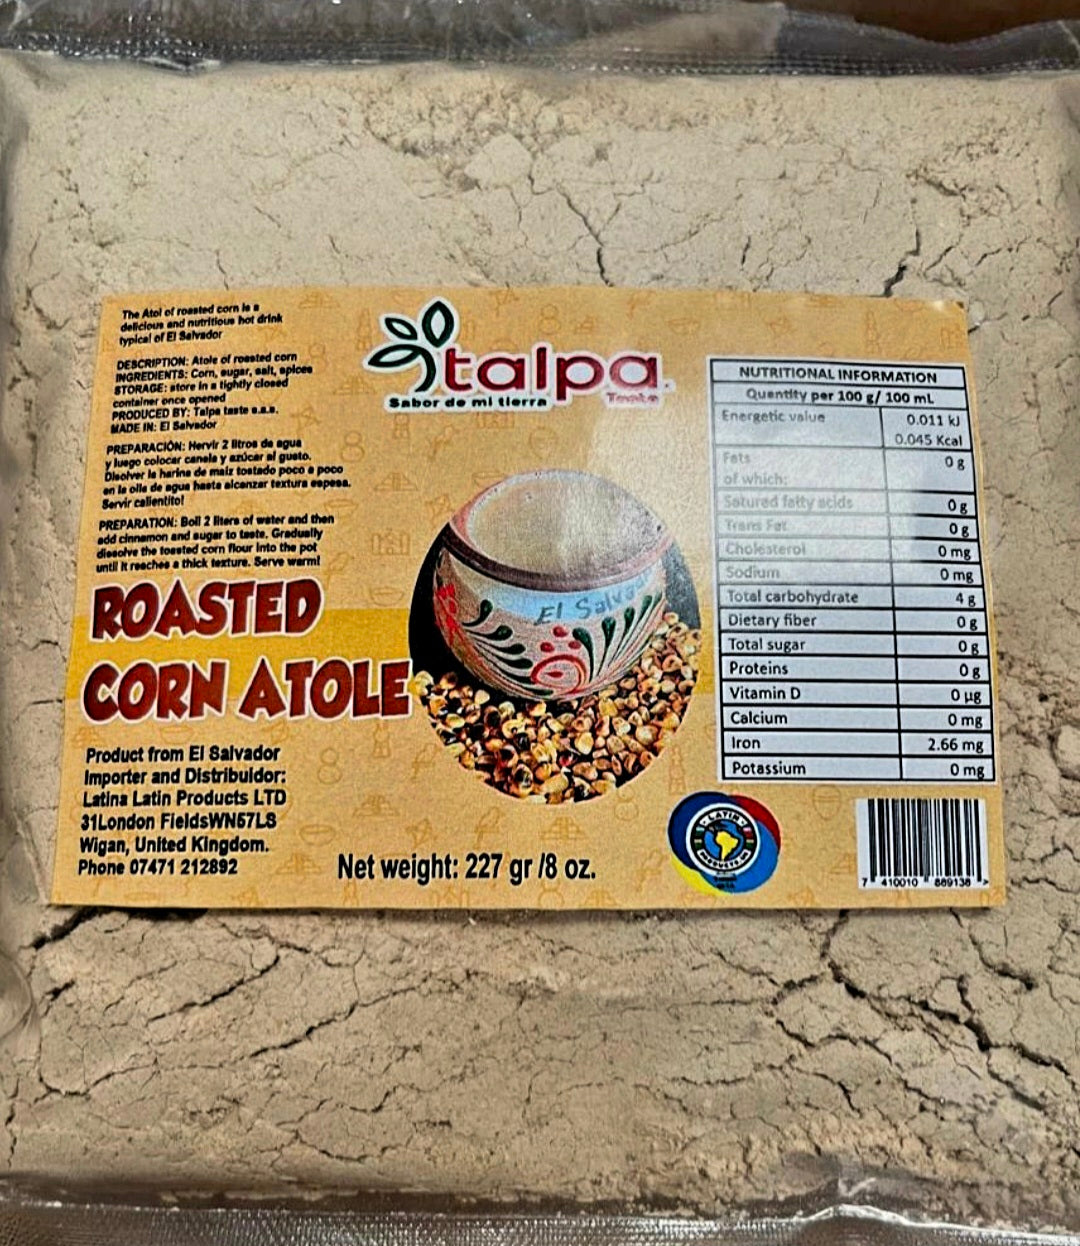 The Atol of roasted corn is a
delicious and nutritious hot drink
typical of El Salvador
DESCRIPTION: Atole of roasted corn
INGREDIENTS: Corn, sugar, salt, spices
STORAGE: store in a tightly closed
container once opened
PRODUCED BY: Talpa taste s.a.s.
MADE IN: El Salvador
PREPARACIÓN: Hervir 2 litros de agua
y luego colocar canela y azúcar al gusto.
Disolver la harina de maíz tostado poco a poco
en la olla de agua hasta alcanzar textura espesa.
Servir calientito!
PREPARATION: Boil 2 liters of water and then
add cinnamon and sugar to taste. Gradually
dissolve the toasted corn flour into the pot
until it reaches a thick texture. Serve warm!
ROASTED
CORN ATOLE
Product from El Salvador
Importer and Distribuidor:
Latina Latin Products LTD
31London FieldsWN57LS
Wigan, United Kingdom.
Phone 07471 212892
talpa
Sabor de mi tierra Taste
El Salva
Net weight: 227 gr /8 oz.
NUTRITIONAL INFORMATION
Quantity per 100 g/ 100 mL
Energetic value 0.011 kJ
0.045 Kcal
Fats 0 g
of which:
Satured fatty acids 0 g
Trans Fat 0 g
Cholesterol 0 mg
Sodium 0 mg
Total carbohydrate 4 g
Dietary fiber 0 g
Total sugar 0 g
Proteins 0 g
Vitamin D 0 µg
Calcium 0 mg
Iron 2.66 mg
Potassium 0 mg
LATIN
PRODUCTS
7 410010 889138 >